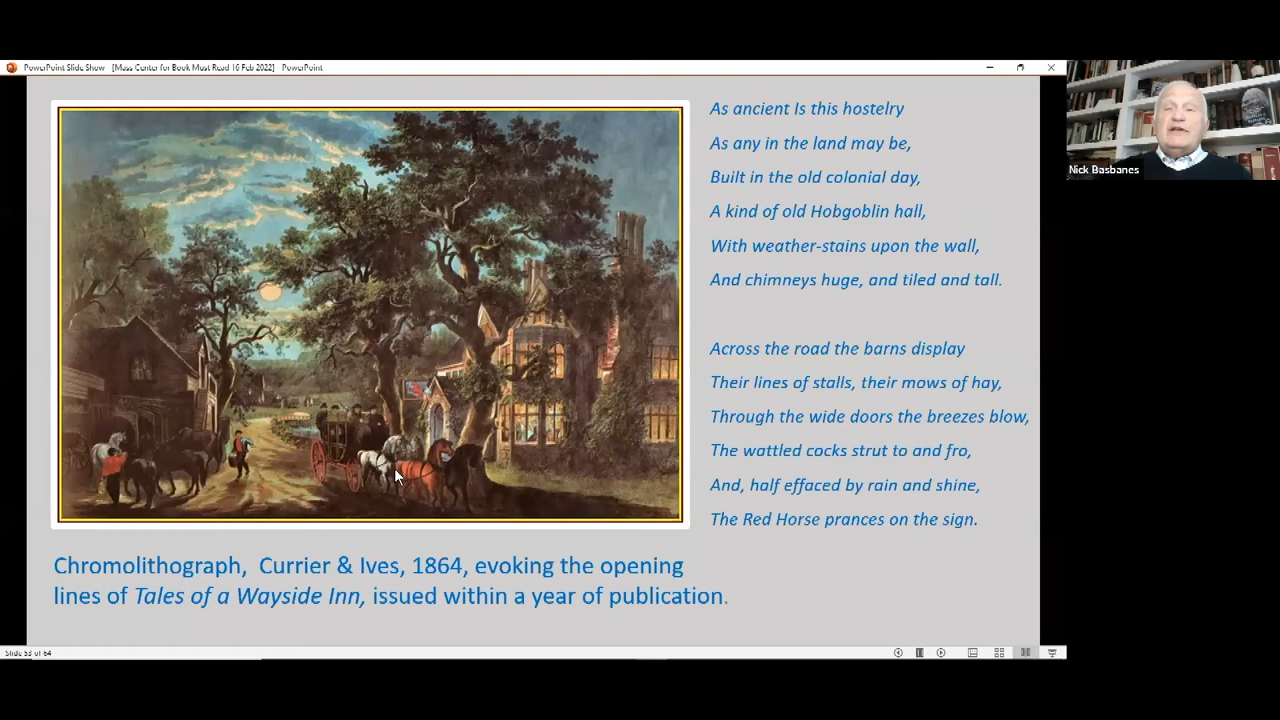 PowerPoint Slide Show - [Mass Center for Book Must Read 16 Feb 2022] - PowerPoint
As ancient Is this hostelry
As any in the land may be,
Built in the old colonial day,
A kind of old Hobgoblin hall,
With weather-stains upon the wall,
And chimneys huge, and tiled and tall.
Across the road the barns display
Their lines of stalls, their mows of hay,
Through the wide doors the breezes blow,
The wattled cocks strut to and fro,
And, half effaced by rain and shine,
The Red Horse prances on the sign.
Chromolithograph, Currier & Ives, 1864, evoking the opening
lines of Tales of a Wayside Inn, issued within a year of publication.
Slide 53 of 64
Nick Basbanes